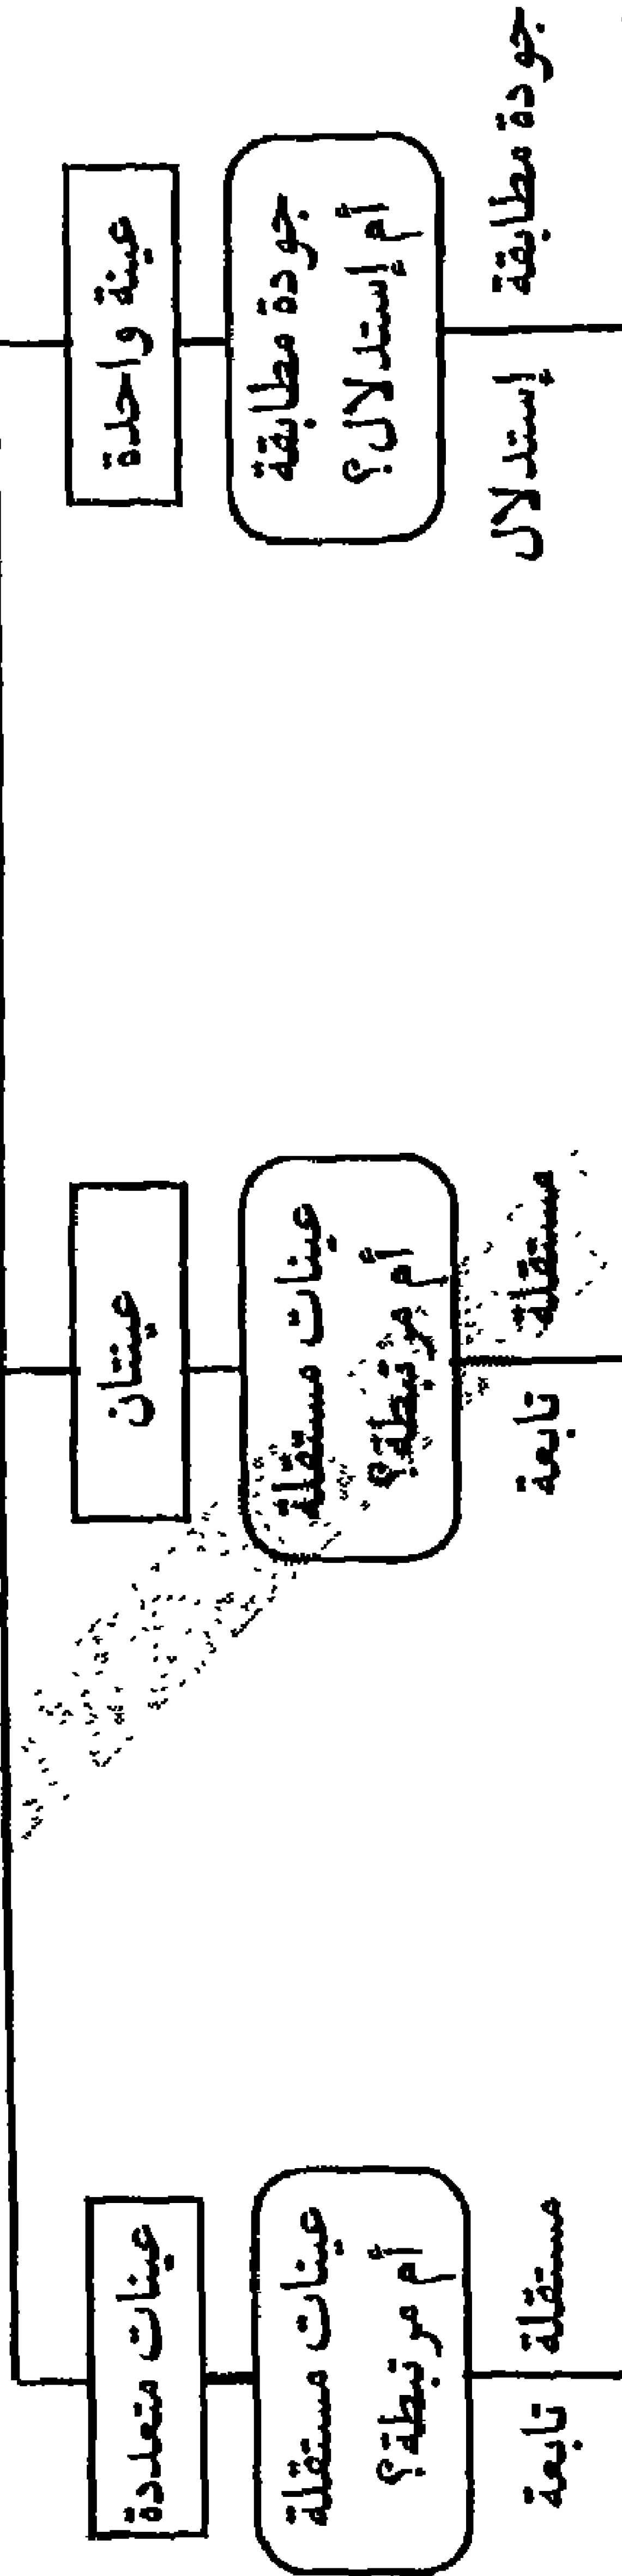 عينة واحدة
جودة مطابقة
أم إستدلال؟
جودة مطابقة
إستدلال
عينتان
عينات مستقلة
أم مرتبطة؟
مستقلة
تابعة
عينات متعددة
عينات مستقلة
أم مرتبطة؟
مستقلة
تابعة